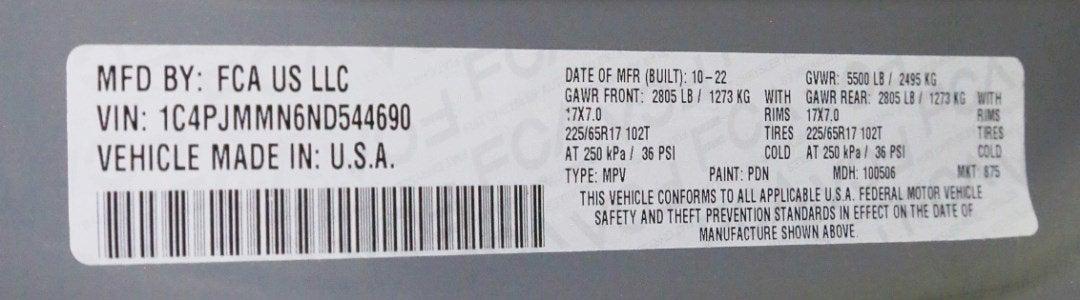 MFD BY: FCA US LLC
VIN: 1C4PJMMN6ND544690
VEHICLE MADE IN: U.S.A.
DATE OF MFR (BUILT): 10-22 GVWR: 5500 LB / 2495 KG
GAWR FRONT: 2805 LB / 1273 KG WITH GAWR REAR: 2805 LB / 1273 KG WITH
17X7.0 RIMS 17X7.0 RIMS
225/65R17 102T TIRES 225/65R17 102T TIRES
AT 250 kPa / 36 PSI COLD AT 250 kPa / 36 PSI COLD
TYPE: MPV PAINT: PDN MDH: 100506 MKT: 875
THIS VEHICLE CONFORMS TO ALL APPLICABLE U.S.A. FEDERAL MOTOR VEHICLE
SAFETY AND THEFT PREVENTION STANDARDS IN EFFECT ON THE DATE OF
MANUFACTURE SHOWN ABOVE.